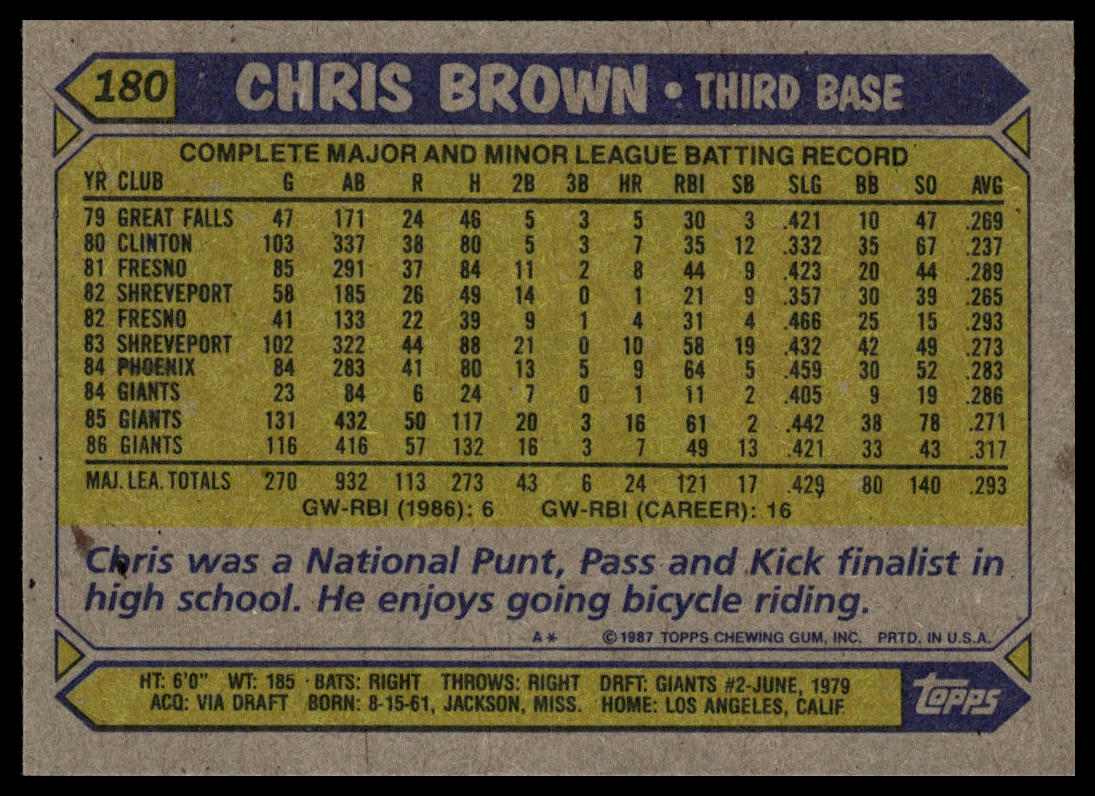 180 CHRIS BROWN • THIRD BASE
COMPLETE MAJOR AND MINOR LEAGUE BATTING RECORD
YR CLUB G AB R H 2B 3B HR RBI SB SLG BB SO AVG
79 GREAT FALLS 47 171 24 46 5 3 5 30 3 .421 10 47 .269
80 CLINTON 103 337 38 80 5 3 7 35 12 .332 35 67 .237
81 FRESNO 85 291 37 84 11 2 8 44 9 .423 20 44 .289
82 SHREVEPORT 58 185 26 49 14 0 1 21 9 .357 30 39 .265
82 FRESNO 41 133 22 39 9 1 4 31 4 .466 25 15 .293
83 SHREVEPORT 102 322 44 88 21 0 10 58 19 .432 42 49 .273
84 PHOENIX 84 283 41 80 13 5 9 64 5 .459 30 52 .283
84 GIANTS 23 84 6 24 7 0 1 11 2 .405 9 19 .286
85 GIANTS 131 432 50 117 20 3 16 61 2 .442 38 78 .271
86 GIANTS 116 416 57 132 16 3 7 49 13 .421 33 43 .317
MAJ. LEA. TOTALS 270 932 113 273 43 6 24 121 17 .429 80 140 .293
GW-RBI (1986): 6 GW-RBI (CAREER): 16
Chris was a National Punt, Pass and Kick finalist in
high school. He enjoys going bicycle riding.
A* © 1987 TOPPS CHEWING GUM, INC. PRTD. IN U.S.A.
HT: 6'0" WT: 185 BATS: RIGHT THROWS: RIGHT DRFT: GIANTS #2-JUNE, 1979
ACQ: VIA DRAFT BORN: 8-15-61, JACKSON, MISS. HOME: LOS ANGELES, CALIF.
TOPPS